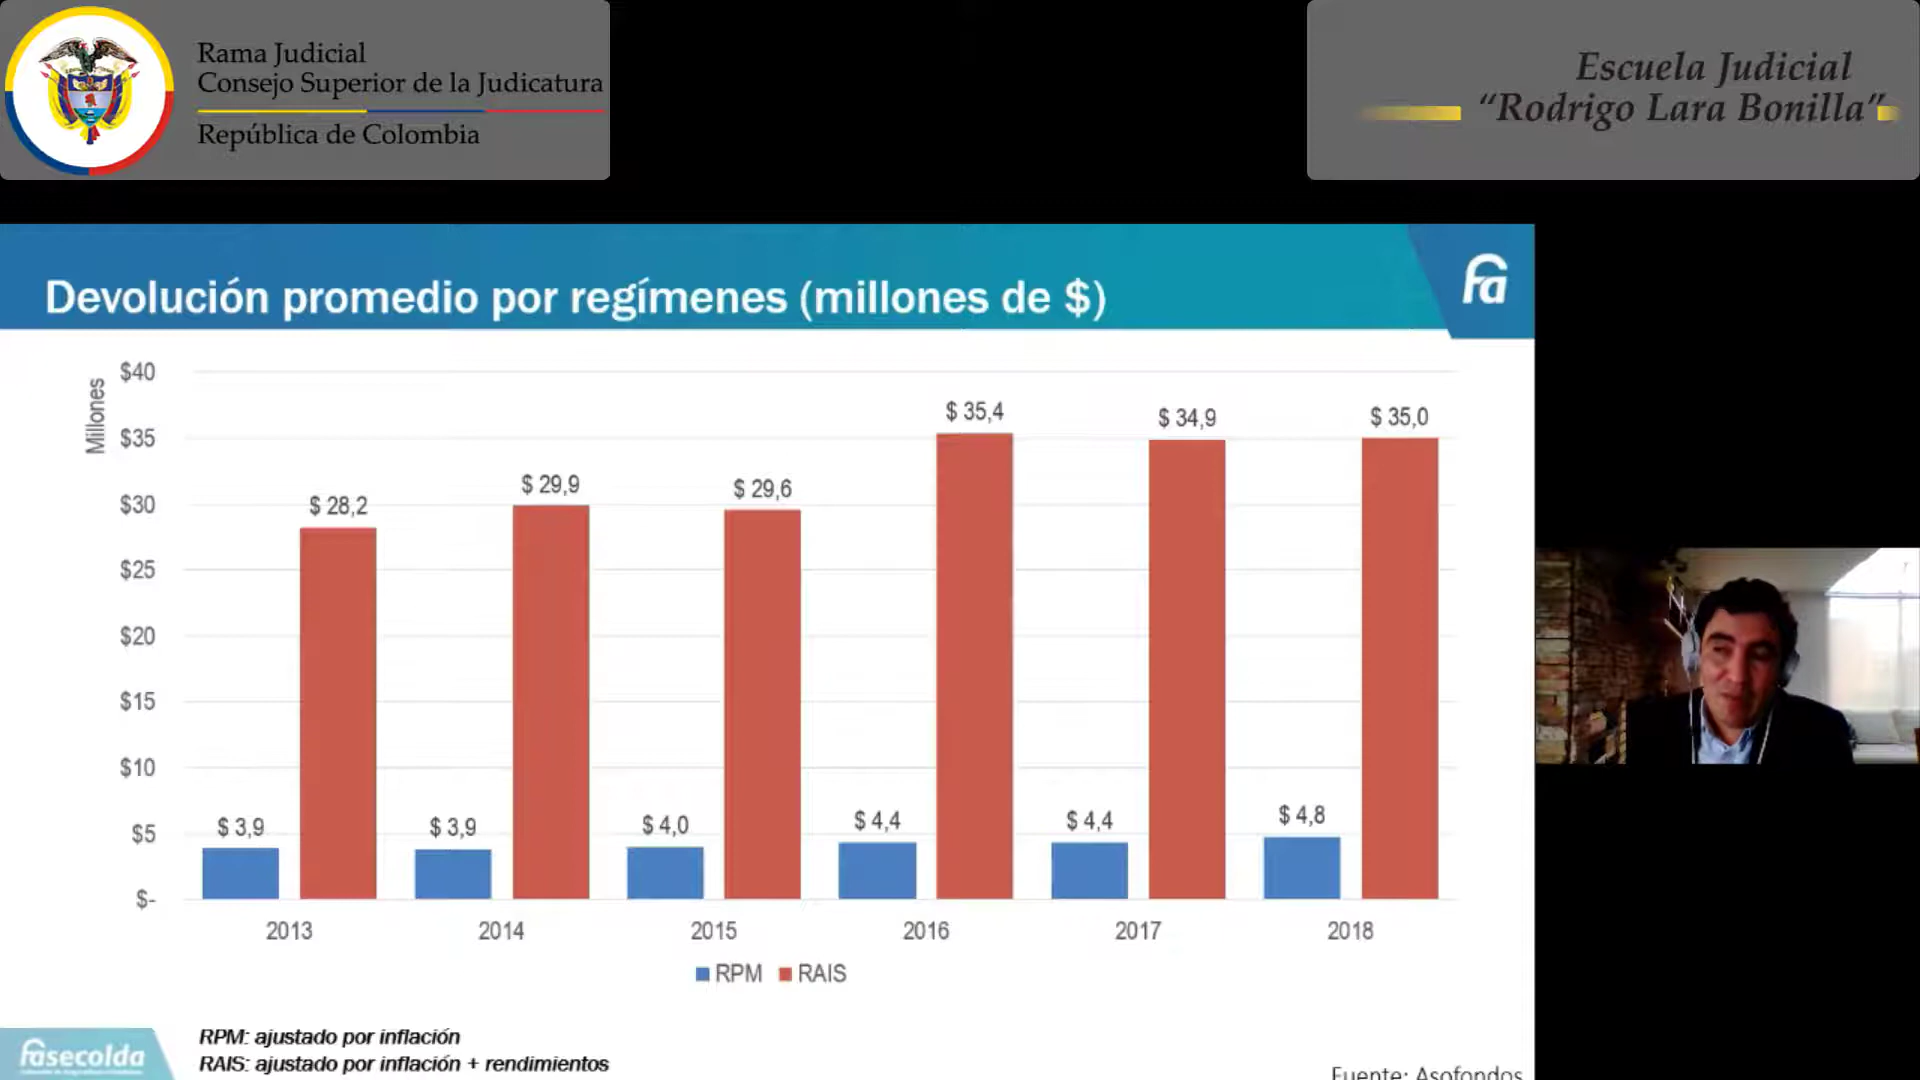 Rama Judicial
Consejo Superior de la Judicatura
República de Colombia
Escuela Judicial
“Rodrigo Lara Bonilla”
Devolución promedio por regímenes (millones de $)
fa
Millones
$40
$35
$30
$25
$20
$15
$10
$5
$-
$ 3,9
$ 28,2
$ 3,9
$ 29,9
$ 4,0
$ 29,6
$ 4,4
$ 35,4
$ 4,4
$ 34,9
$ 4,8
$ 35,0
2013
2014
2015
2016
2017
2018
RPM
RAIS
fasecolda
RPM: ajustado por inflación
RAIS: ajustado por inflación + rendimientos
Fuente: Asofondos